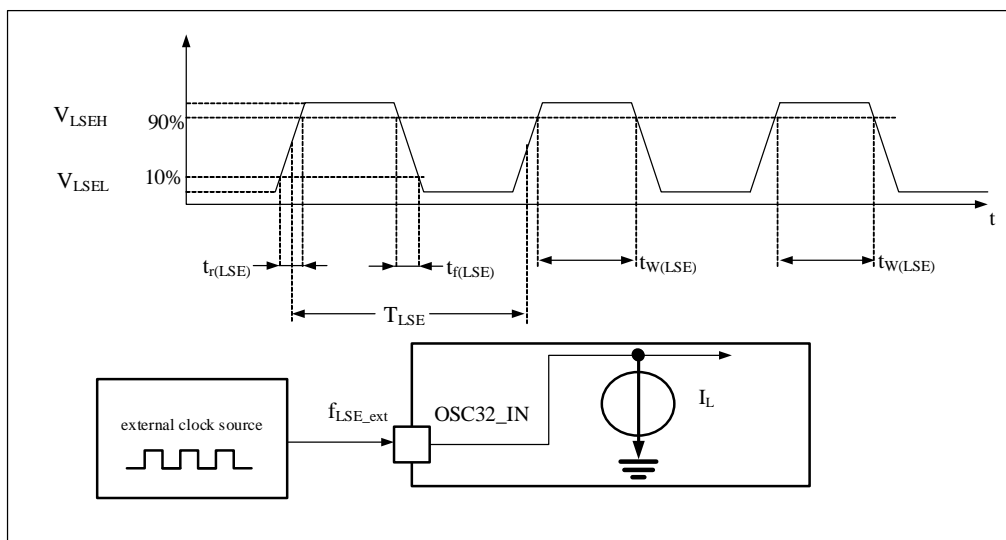 V_LSEH
90%
10%
V_LSEL
t
t_r(LSE)
t_f(LSE)
t_W(LSE)
t_W(LSE)
T_LSE
external clock source
f_LSE_ext
OSC32_IN
I_L